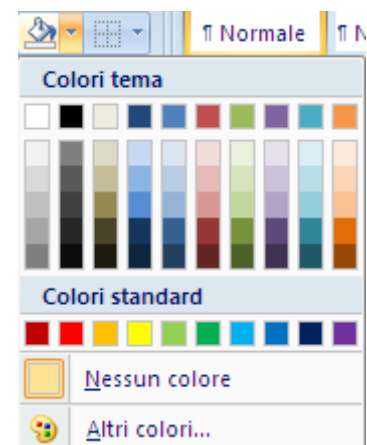 ¶ Normale ¶ N
Colori tema
Colori standard
Nessun colore
Altri colori...